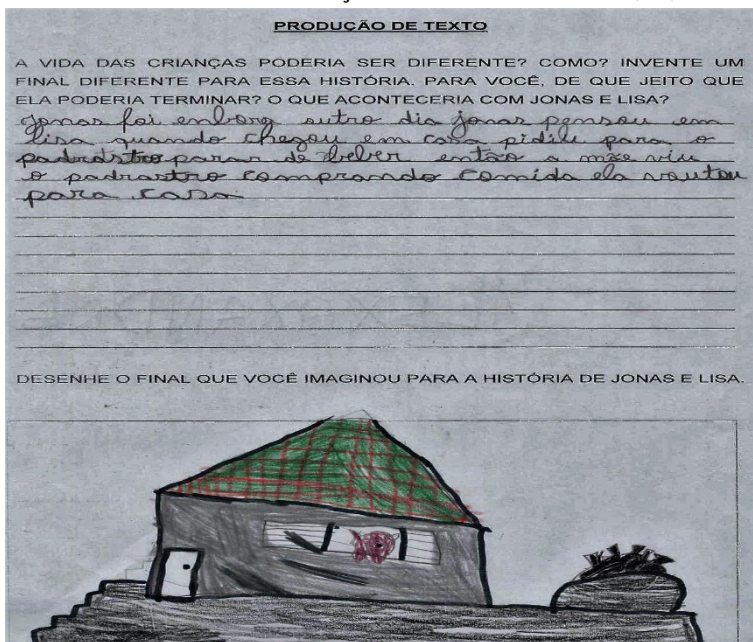 PRODUÇÃO DE TEXTO
A VIDA DAS CRIANÇAS PODERIA SER DIFERENTE? COMO? INVENTE UM
FINAL DIFERENTE PARA ESSA HISTÓRIA. PARA VOCÊ, DE QUE JEITO QUE
ELA PODERIA TERMINAR? O QUE ACONTECERIA COM JONAS E LISA?
Jonas foi enbora outro dia jonas pensou em
lisa quando chegou em casa pidiu para o
padrastro parar de beber então a mãe viu
o padrastro comprando comida ela voutou
para casa.
DESENHE O FINAL QUE VOCÊ IMAGINOU PARA A HISTÓRIA DE JONAS E LISA.